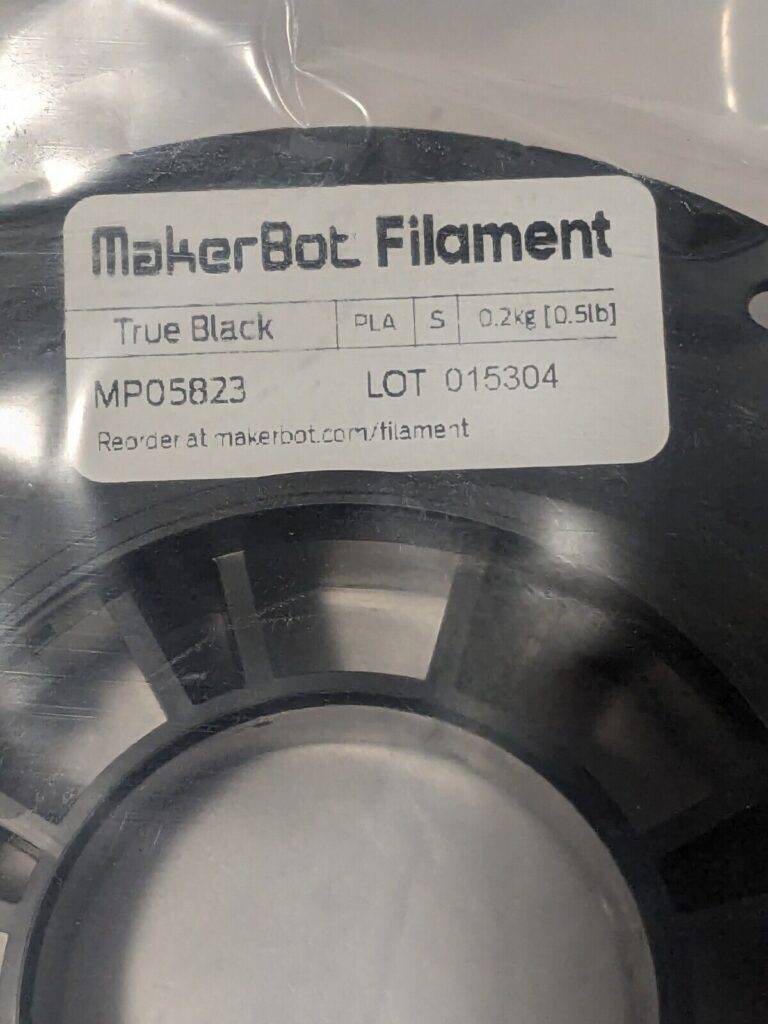 MakerBot Filament
True Black PLA S 0.2kg [0.5lb]
MP05823 LOT 015304
Reorder at makerbot.com/filament